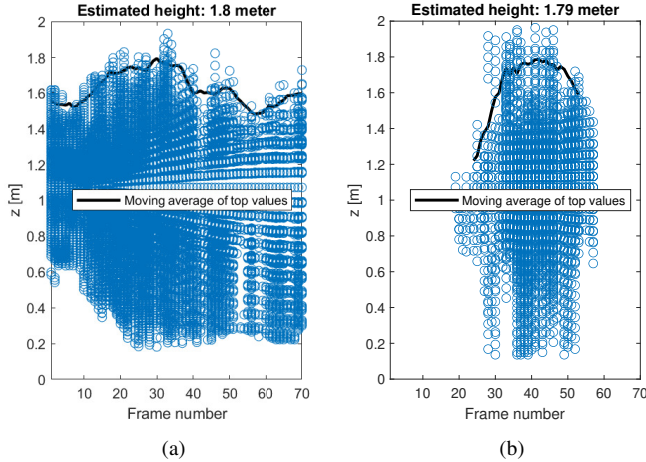 Estimated height: 1.8 meter
2
1.8
1.6
1.4
1.2
1
0.8
0.6
0.4
0.2
0
z [m]
Moving average of top values
10 20 30 40 50 60 70
Frame number
(a)
Estimated height: 1.79 meter
2
1.8
1.6
1.4
1.2
1
0.8
0.6
0.4
0.2
0
z [m]
Moving average of top values
10 20 30 40 50 60 70
Frame number
(b)